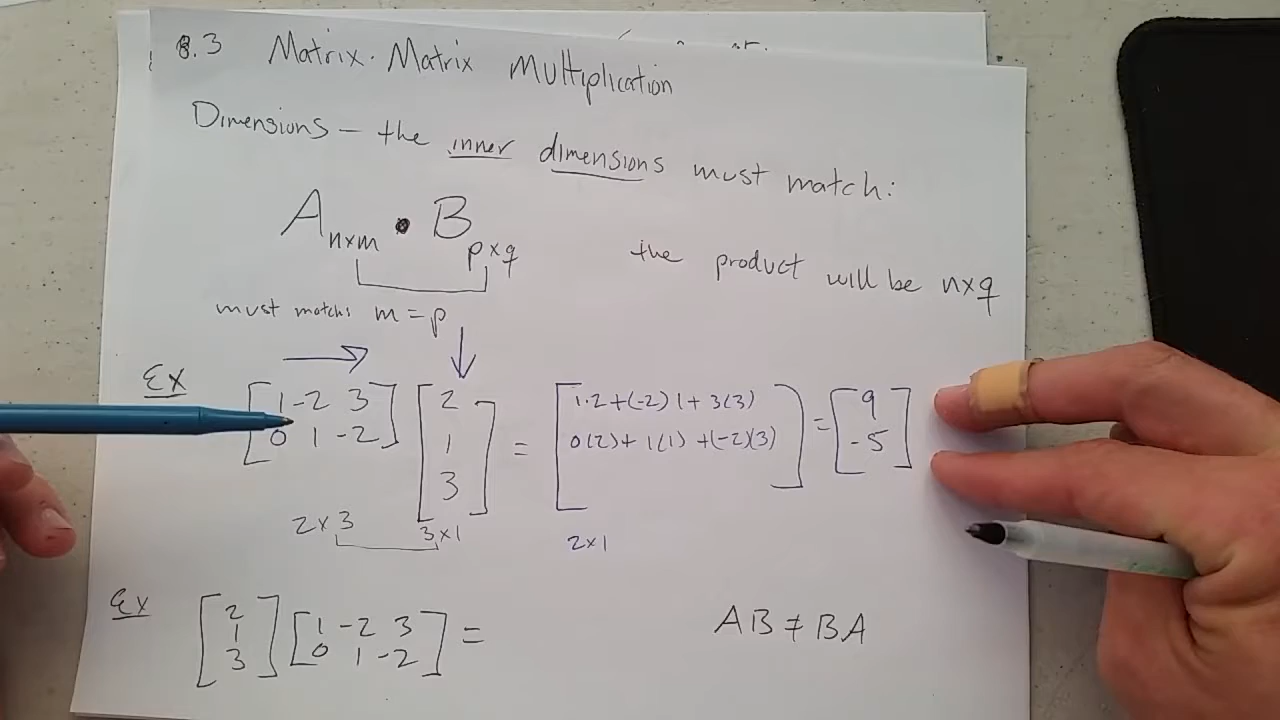 8.3 Matrix·Matrix Multiplication
Dimensions – the inner dimensions must match:
A n×m • B p×q
the product will be n×q
must match: m = p
Ex
[1 -2 3
0 1 -2] [2
1
3] = [1·2+(-2)1+3(3)
0(2)+1(1)+(-2)(3)] = [9
-5]
2×3 3×1 2×1
Ex
[2
1
3] [1 -2 3
0 1 -2] =
AB ≠ BA